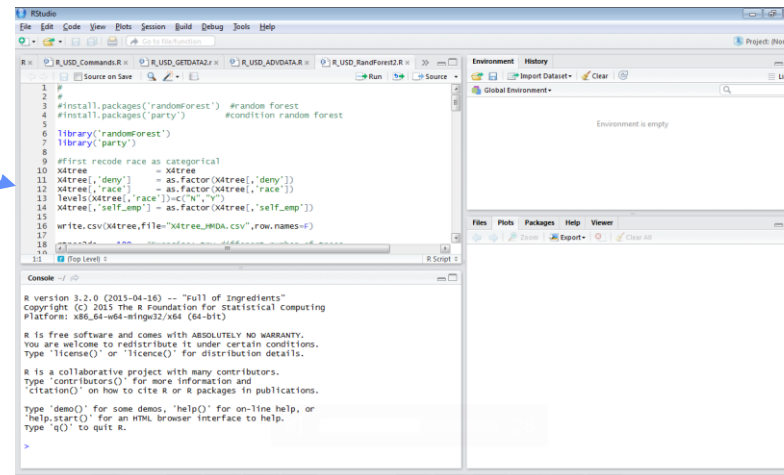 RStudio
File Edit Code View Plots Session Build Debug Tools Help
Go to file/function
Project: (Non
R × R_USD_Commands.R × R_USD_GETDATA2.r × R_USD_ADVDATA.R × R_USD_RandForest2.R ×
Source on Save Run Source
1 #
2 #
3 #install.packages('randomForest') #random forest
4 #install.packages('party') #condition random forest
5
6 library('randomForest')
7 library('party')
8
9 #first recode race as categorical
10 X4tree = X4tree
11 X4tree[,'deny'] = as.factor(X4tree[,'deny'])
12 X4tree[,'race'] = as.factor(X4tree[,'race'])
13 levels(X4tree[,'race'])=c("N","Y")
14 X4tree[,'self_emp'] = as.factor(X4tree[,'self_emp'])
15
16 write.csv(X4tree,file="X4tree_HMDA.csv",row.names=F)
17
18
1:1 (Top Level) R Script
Console ~/
R version 3.2.0 (2015-04-16) -- "Full of Ingredients"
Copyright (C) 2015 The R Foundation for Statistical Computing
Platform: x86_64-w64-mingw32/x64 (64-bit)
R is free software and comes with ABSOLUTELY NO WARRANTY.
You are welcome to redistribute it under certain conditions.
Type 'license()' or 'licence()' for distribution details.
R is a collaborative project with many contributors.
Type 'contributors()' for more information and
'citation()' on how to cite R or R packages in publications.
Type 'demo()' for some demos, 'help()' for on-line help, or
'help.start()' for an HTML browser interface to help.
Type 'q()' to quit R.
>
Environment History
Import Dataset Clear Li
Global Environment
Environment is empty
Files Plots Packages Help Viewer
Zoom Export Clear All